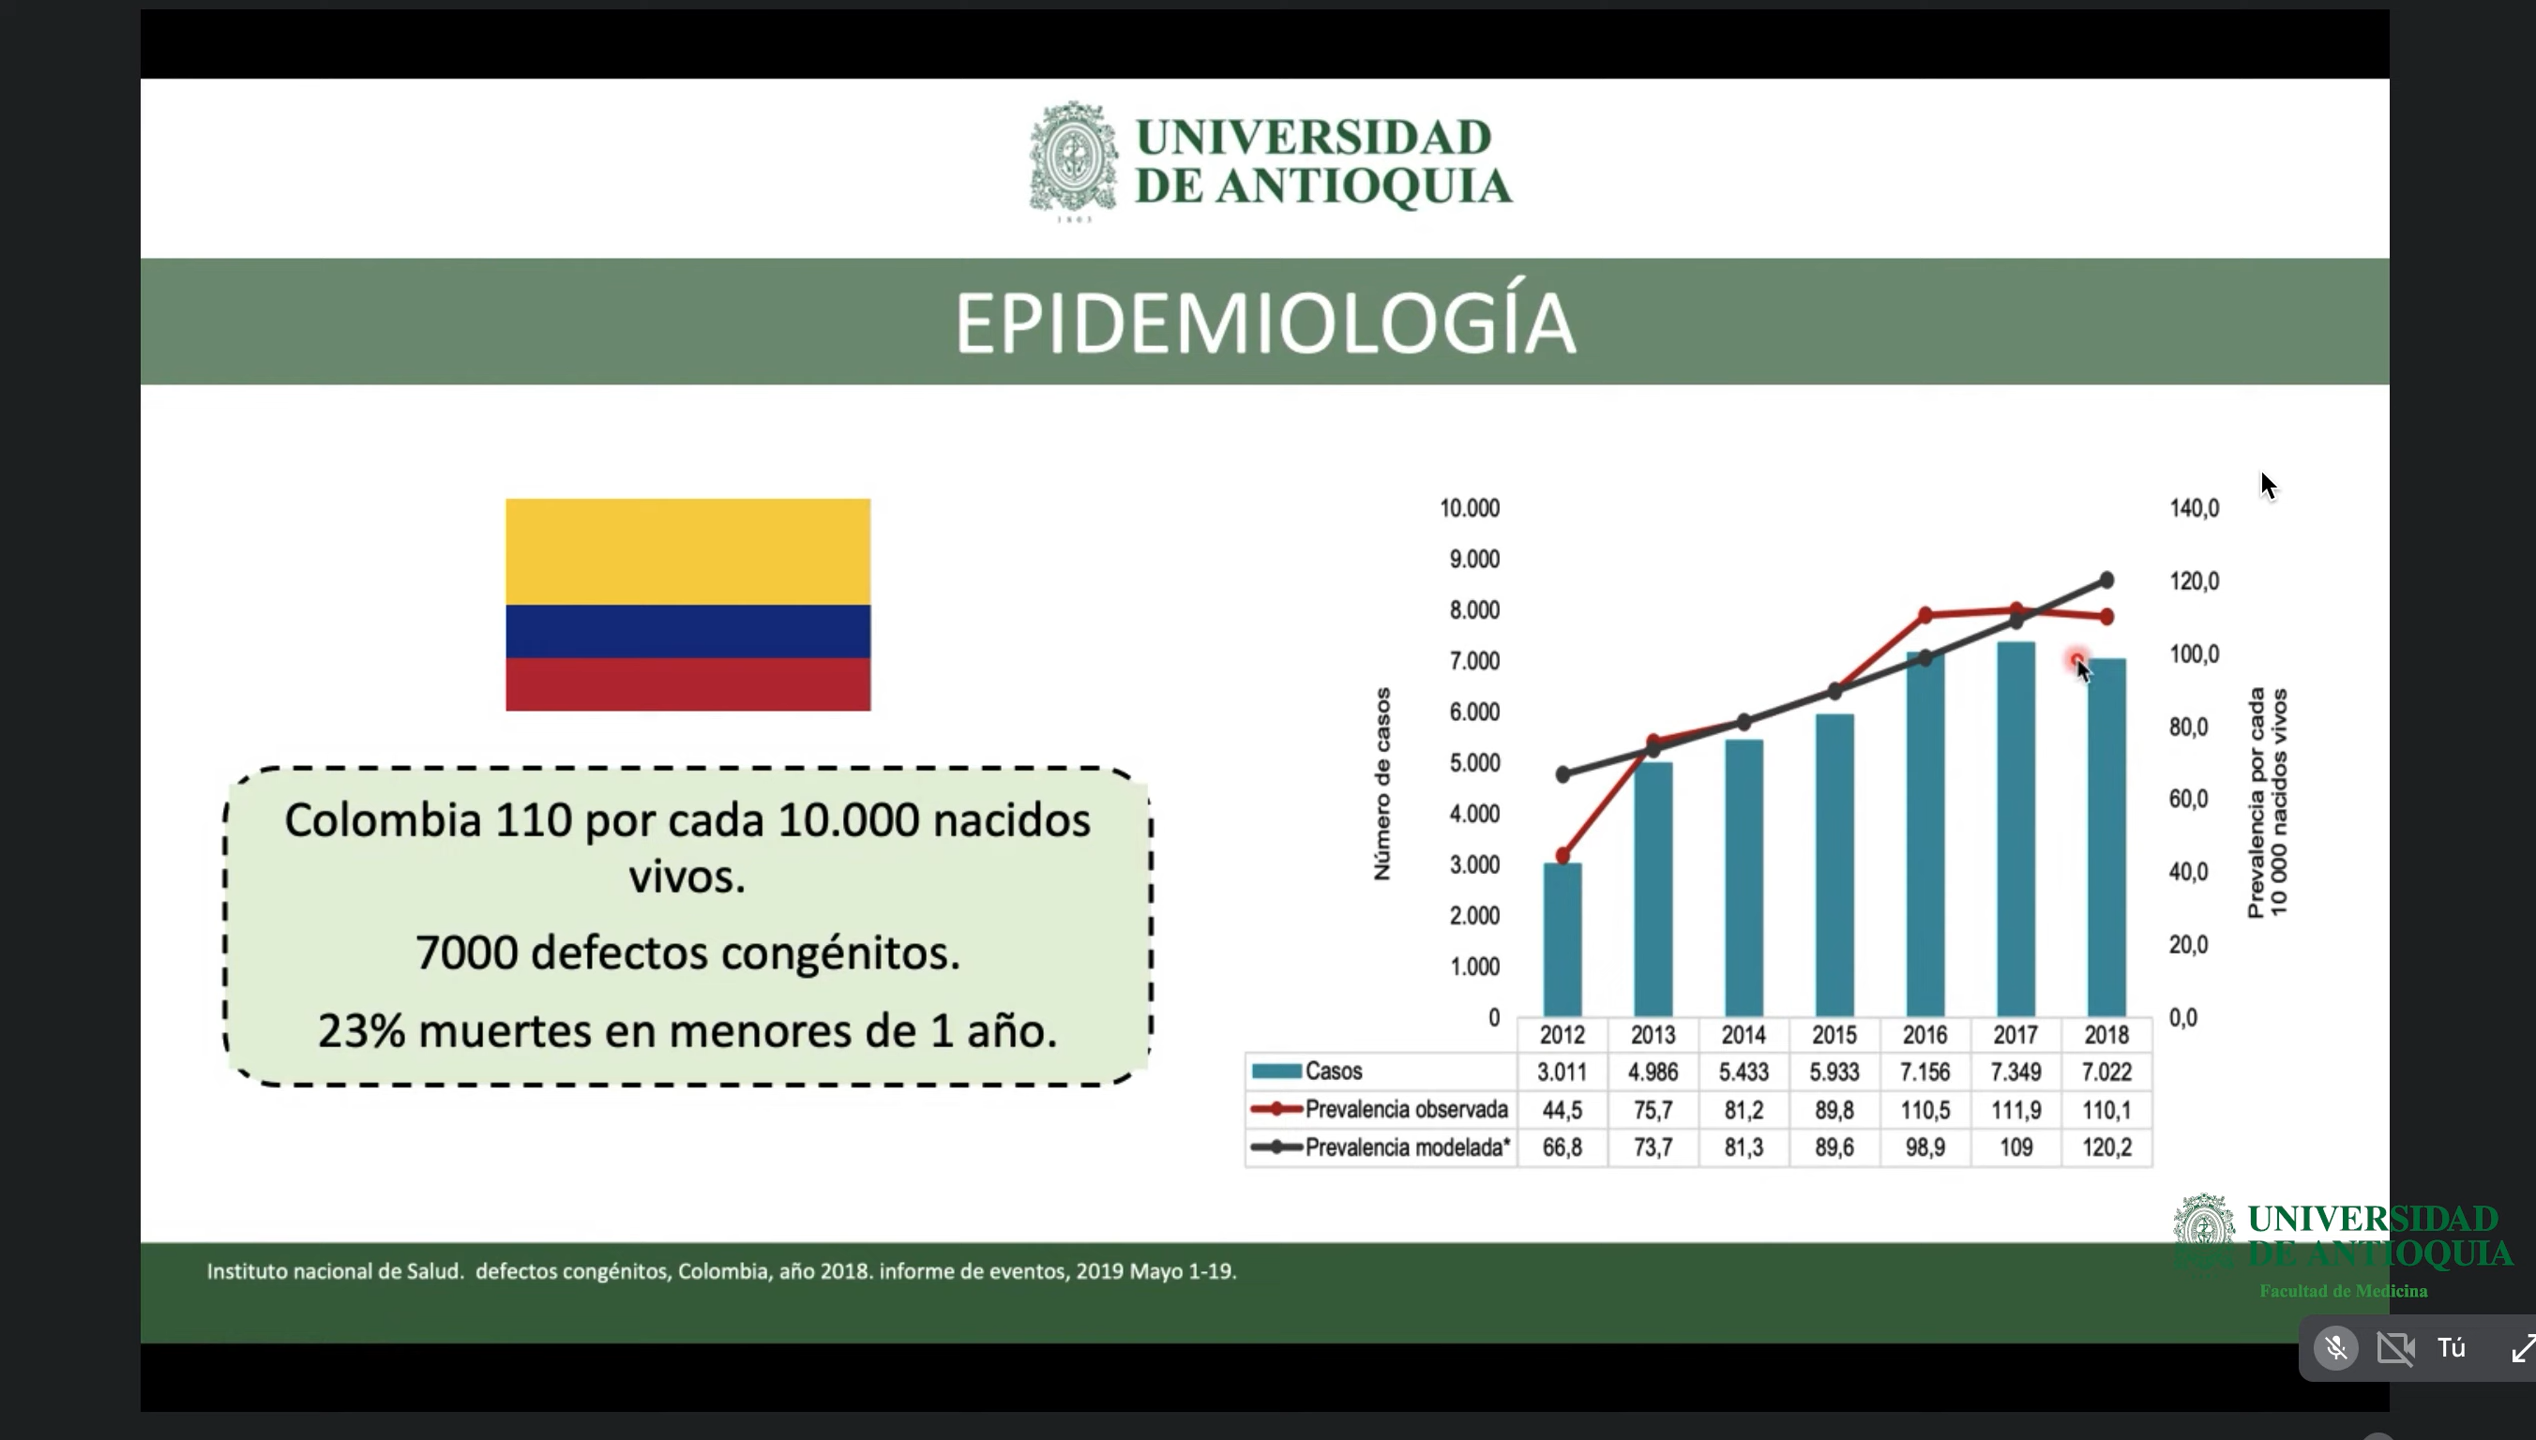 UNIVERSIDAD
DE ANTIOQUIA
1803
EPIDEMIOLOGÍA
Colombia 110 por cada 10.000 nacidos
vivos.
7000 defectos congénitos.
23% muertes en menores de 1 año.
Número de casos
10.000
9.000
8.000
7.000
6.000
5.000
4.000
3.000
2.000
1.000
0
140,0
120,0
100,0
80,0
60,0
40,0
20,0
0,0
Prevalencia por cada
10 000 nacidos vivos
2012 2013 2014 2015 2016 2017 2018
Casos 3.011 4.986 5.433 5.933 7.156 7.349 7.022
Prevalencia observada 44,5 75,7 81,2 89,8 110,5 111,9 110,1
Prevalencia modelada* 66,8 73,7 81,3 89,6 98,9 109 120,2
Instituto nacional de Salud. defectos congénitos, Colombia, año 2018. informe de eventos, 2019 Mayo 1-19.
UNIVERSIDAD
DE ANTIOQUIA
Facultad de Medicina
Tú